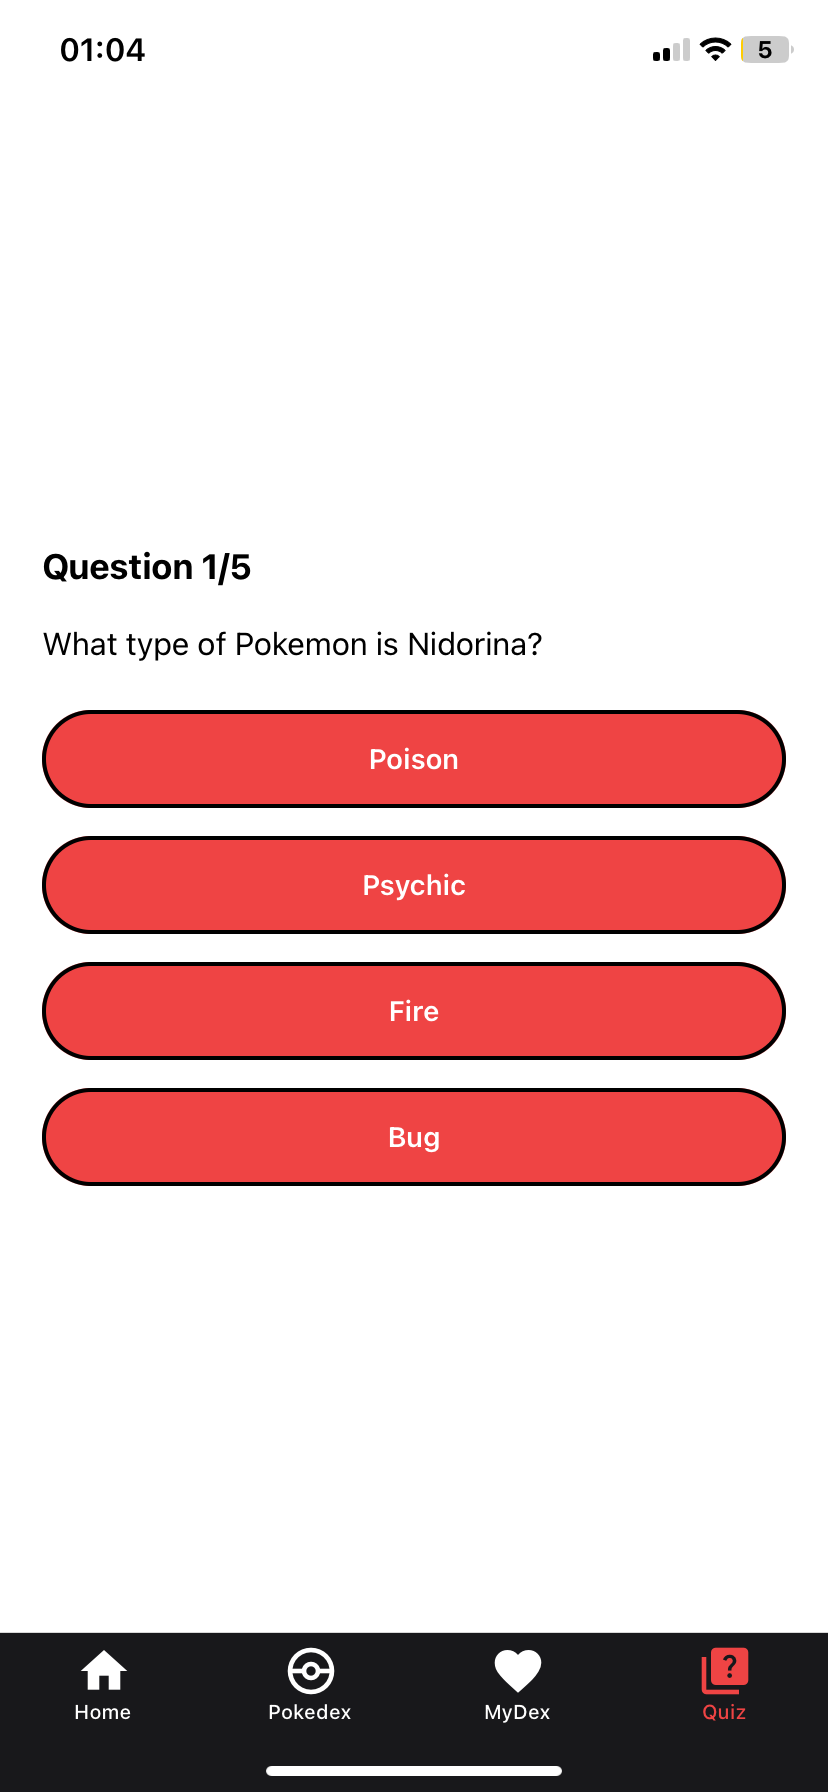 01:04
5
Question 1/5
What type of Pokemon is Nidorina?
Poison
Psychic
Fire
Bug
?
Home
Pokedex
MyDex
Quiz